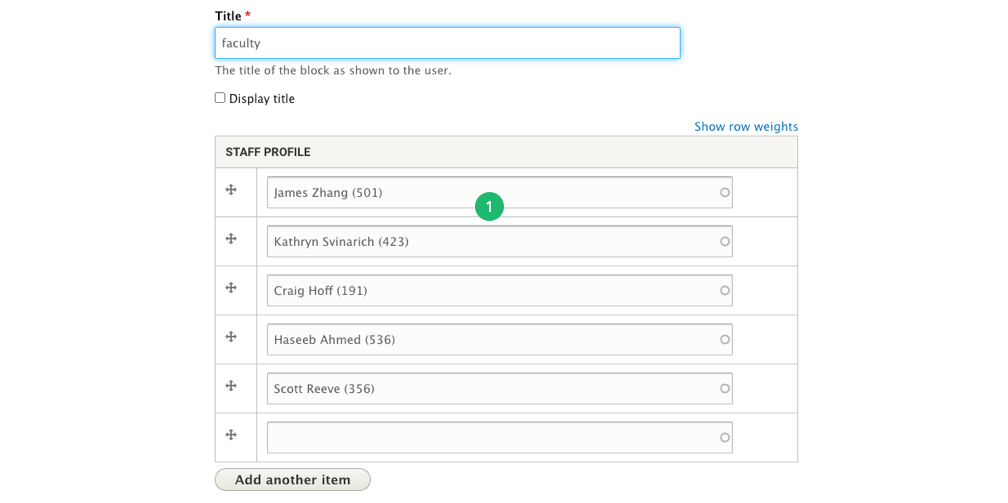 Title *
faculty
The title of the block as shown to the user.
Display title
Show row weights
STAFF PROFILE
James Zhang (501)
1
Kathryn Svinarich (423)
Craig Hoff (191)
Haseeb Ahmed (536)
Scott Reeve (356)
Add another item